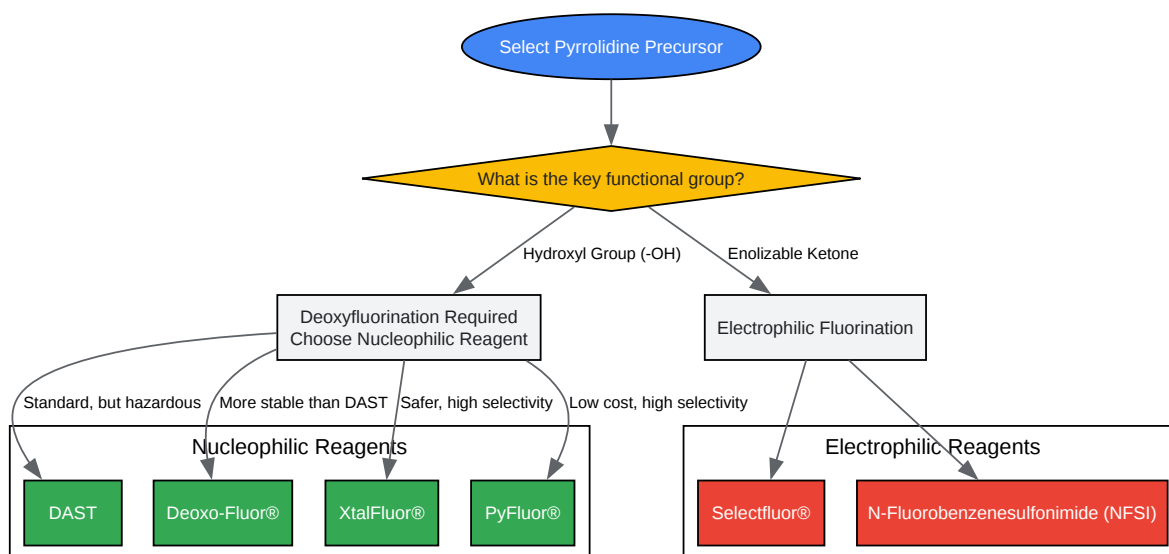 Select Pyrrolidine Precursor
What is the key functional group?
Hydroxyl Group (-OH)
Enolizable Ketone
Deoxyfluorination Required
Choose Nucleophilic Reagent
Electrophilic Fluorination
Standard, but hazardous
More stable than DAST
Safer, high selectivity
Low cost, high selectivity
Nucleophilic Reagents
Electrophilic Reagents
DAST
Deoxo-Fluor®
XtalFluor®
PyFluor®
Selectfluor®
N-Fluorobenzenesulfonimide (NFSI)